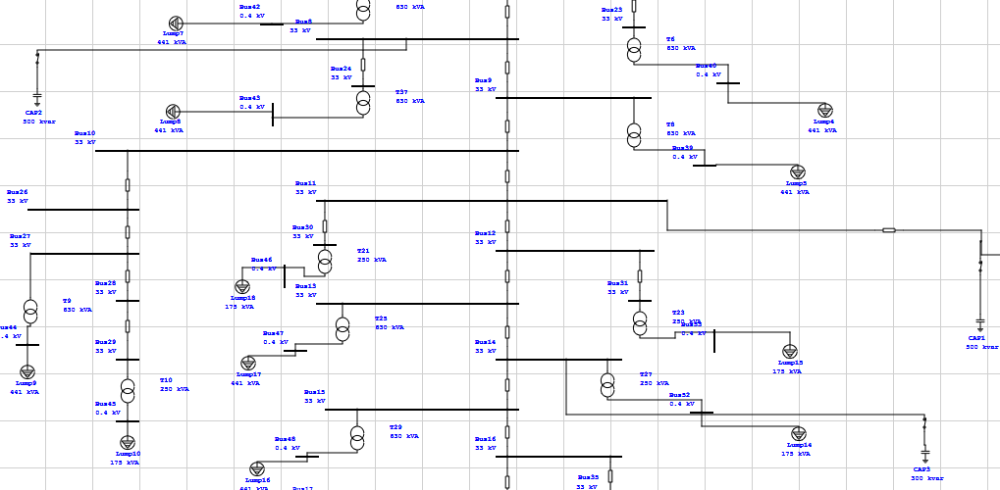 Bus42
0.4 kV
630 kVA
Bus8
33 kV
Lump7
441 kVA
Bus23
33 kV
T6
630 kVA
Bus24
33 kV
T37
630 kVA
Bus9
33 kV
Bus40
0.4 kV
Bus43
0.4 kV
CAP2
500 kvar
Lump8
441 kVA
Lump4
441 kVA
T8
630 kVA
Bus10
33 kV
Bus39
0.4 kV
Lump5
441 kVA
Bus26
33 kV
Bus11
33 kV
Bus27
33 kV
Bus30
33 kV
Bus12
33 kV
T21
250 kVA
Bus46
0.4 kV
Bus28
33 kV
Bus13
33 kV
Bus31
33 kV
Lump18
175 kVA
T9
630 kVA
T23
250 kVA
Bus53
0.4 kV
T25
630 kVA
.4 kV
Bus47
0.4 kV
Bus29
33 kV
Bus14
33 kV
CAP1
500 kvar
Lump15
175 kVA
Lump9
441 kVA
T10
250 kVA
Lump17
441 kVA
T27
250 kVA
Bus52
0.4 kV
Bus15
33 kV
Bus45
0.4 kV
T29
630 kVA
Bus48
0.4 kV
Bus16
33 kV
Lump10
175 kVA
Lump14
175 kVA
CAP3
300 kvar
Lump16
441 kVA
Bus17
Bus35
33 kV